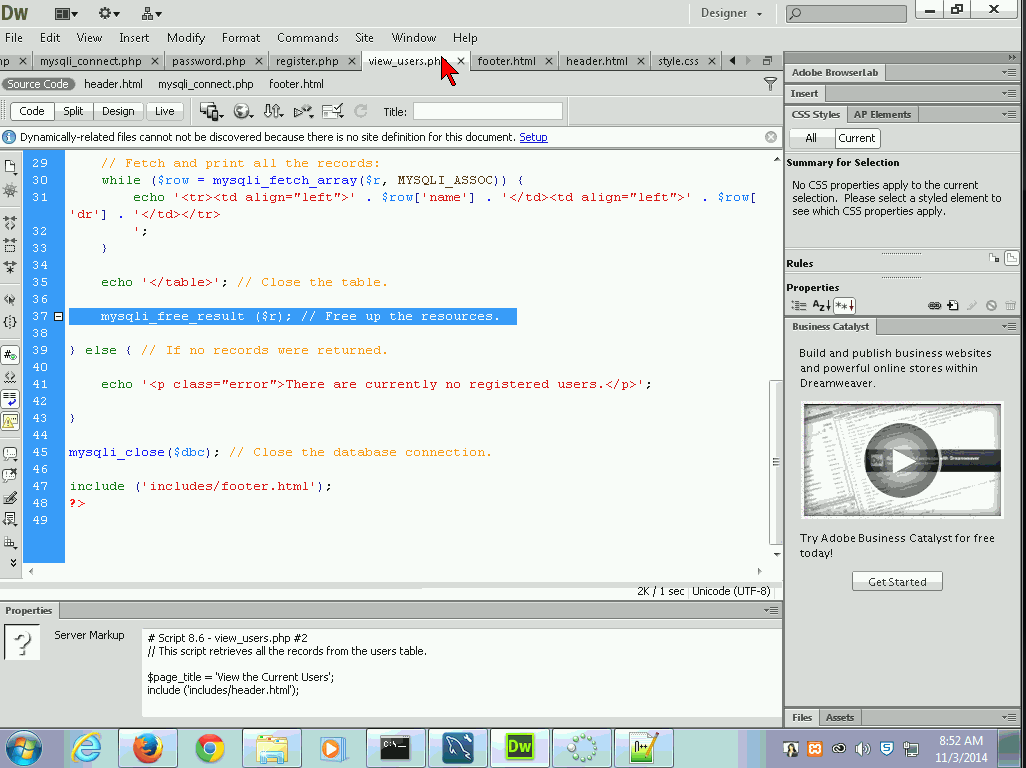 Dw
Designer
File Edit View Insert Modify Format Commands Site Window Help
hp × mysqli_connect.php × password.php × register.php × view_users.php × footer.html × header.html × style.css ×
Source Code header.html mysqli_connect.php footer.html
Code Split Design Live Title:
Dynamically-related files cannot not be discovered because there is no site definition for this document. Setup
29 // Fetch and print all the records:
30 while ($row = mysqli_fetch_array($r, MYSQLI_ASSOC)) {
31 echo '<tr><td align="left">' . $row['name'] . '</td><td align="left">' . $row[
'dr'] . '</td></tr>
32 ';
33 }
34
35 echo '</table>'; // Close the table.
36
37 mysqli_free_result ($r); // Free up the resources.
38
39 } else { // If no records were returned.
40
41 echo '<p class="error">There are currently no registered users.</p>';
42
43 }
44
45 mysqli_close($dbc); // Close the database connection.
46
47 include ('includes/footer.html');
48 ?>
49
2K / 1 sec Unicode (UTF-8)
Properties
Server Markup
# Script 8.6 - view_users.php #2
// This script retrieves all the records from the users table.
$page_title = 'View the Current Users';
include ('includes/header.html');
Adobe BrowserLab
Insert
CSS Styles AP Elements
All Current
Summary for Selection
No CSS properties apply to the current
selection. Please select a styled element to
see which CSS properties apply.
Rules
Properties
Business Catalyst
Build and publish business websites
and powerful online stores within
Dreamweaver.
Try Adobe Business Catalyst for free
today!
Get Started
Files Assets
C:\.
Dw
8:52 AM
11/3/2014